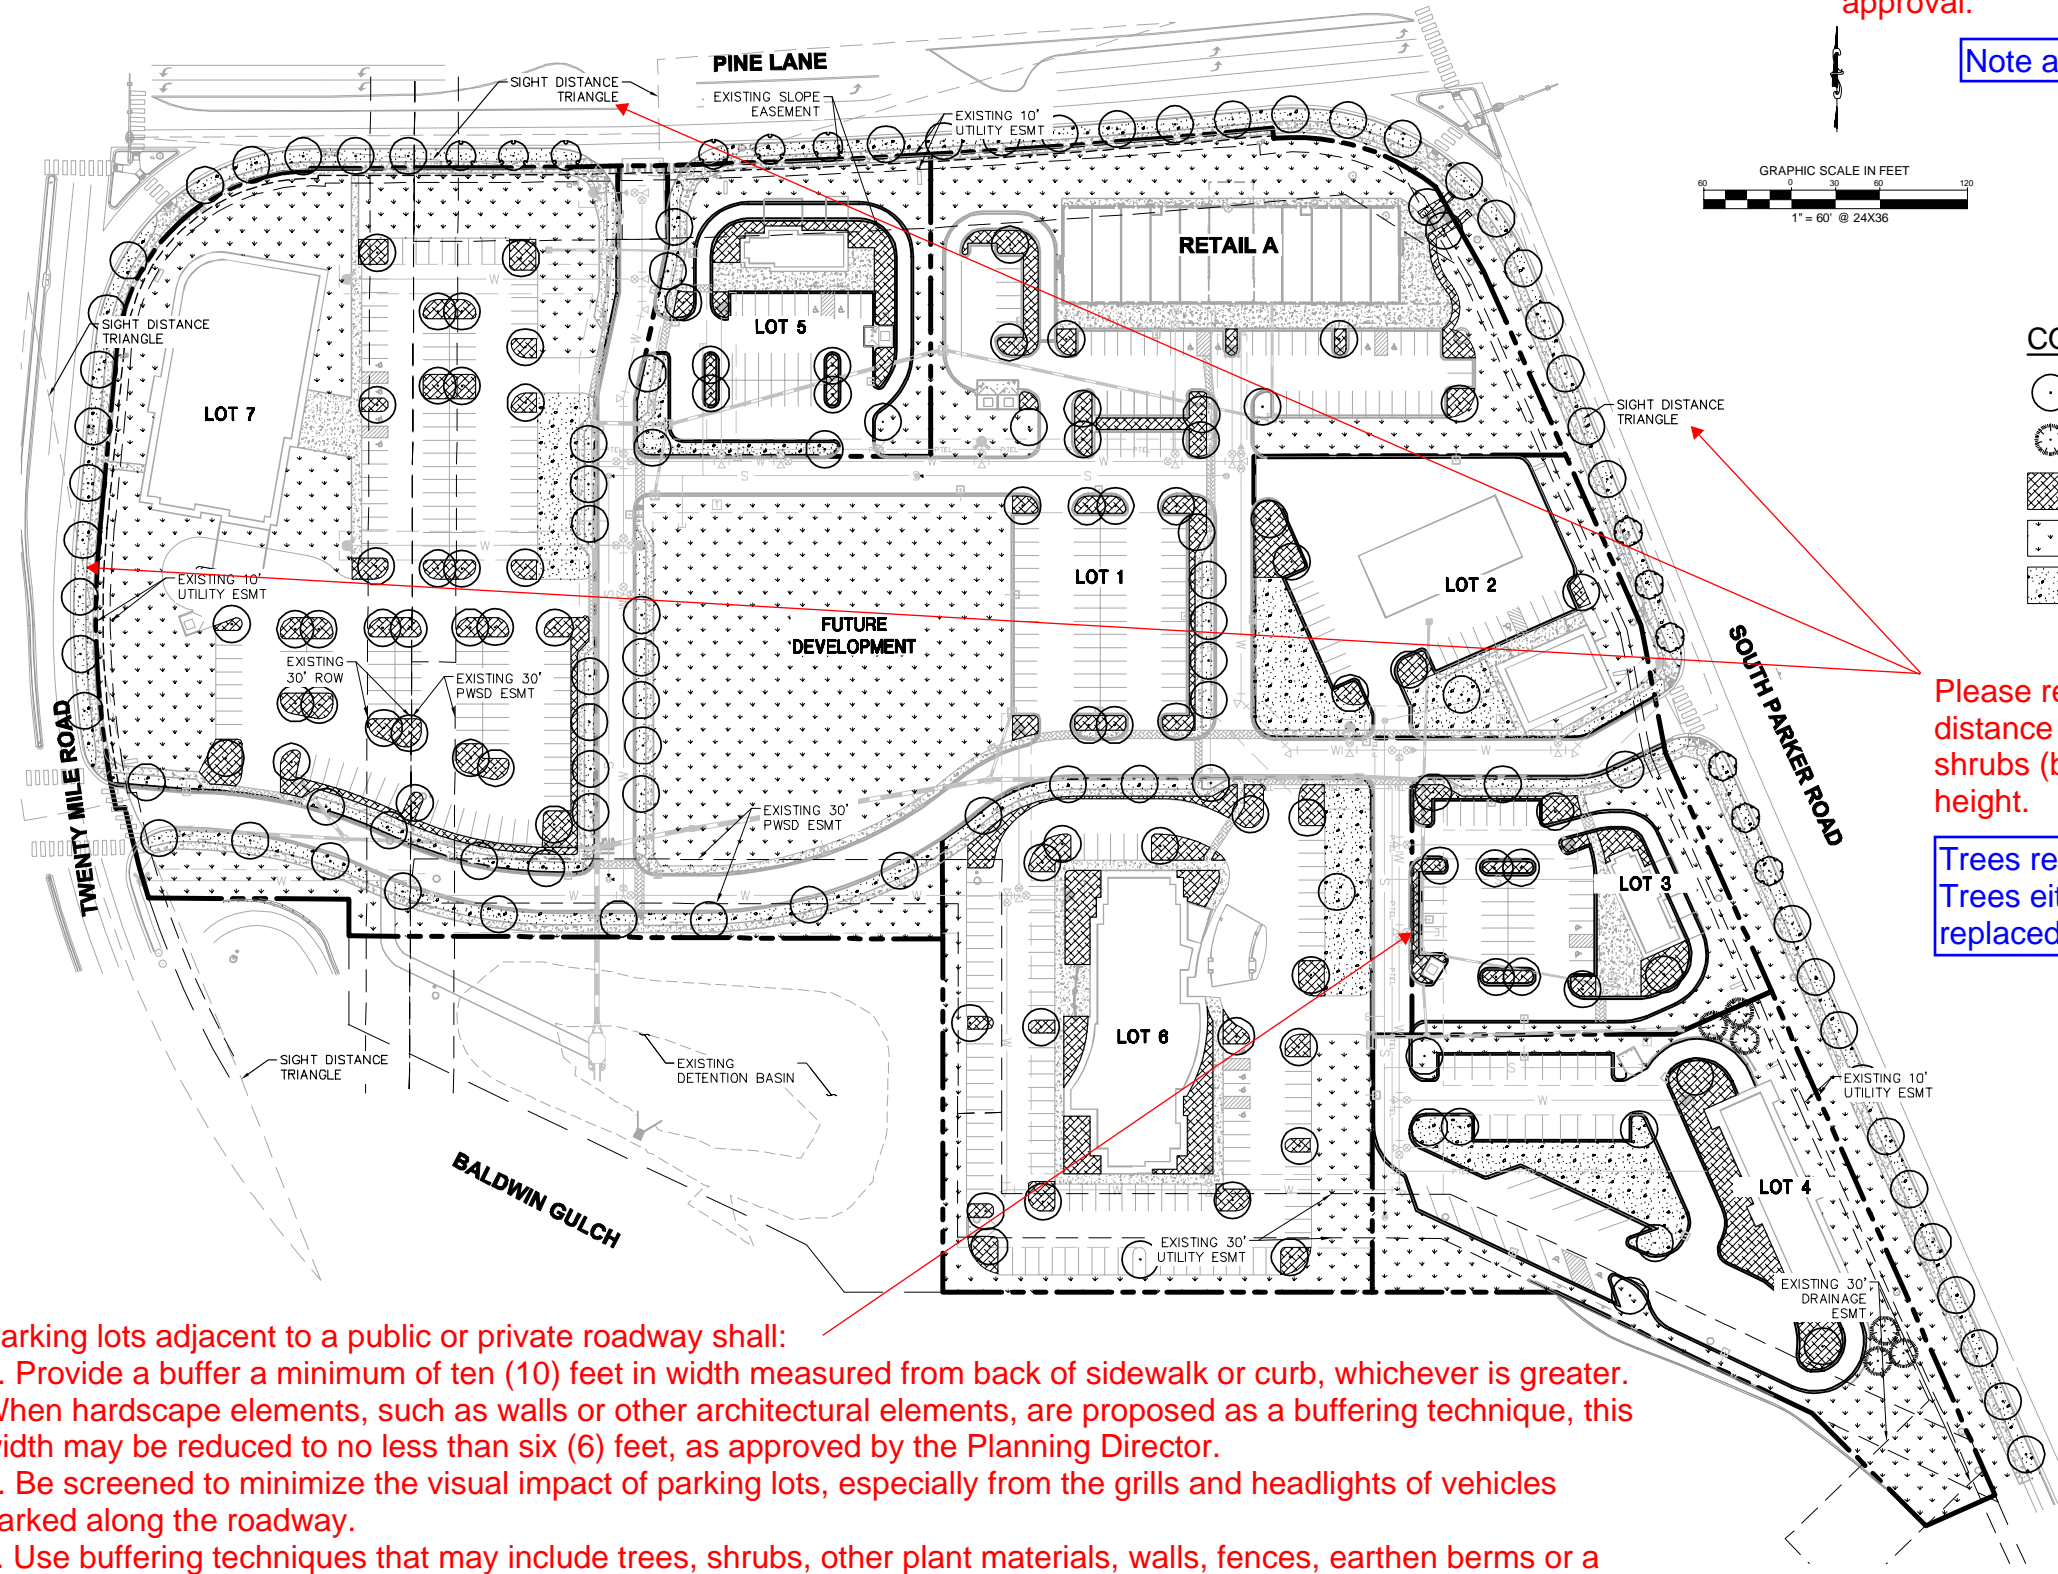 approval.
Note a
PINE LANE
SIGHT DISTANCE
TRIANGLE
EXISTING SLOPE
EASEMENT
EXISTING 10'
UTILITY ESMT
GRAPHIC SCALE IN FEET
60 0 30 60 120
1" = 60' @ 24X36
RETAIL A
SIGHT DISTANCE
TRIANGLE
LOT 5
CO
LOT 7
SIGHT DISTANCE
TRIANGLE
EXISTING 10'
UTILITY ESMT
LOT 1
LOT 2
FUTURE
DEVELOPMENT
EXISTING
30' ROW
EXISTING 30'
PWSD ESMT
TWENTY MILE ROAD
SOUTH PARKER ROAD
Please re
distance
shrubs (b
height.
EXISTING 30'
PWSD ESMT
Trees re
Trees eit
replaced
LOT 3
LOT 6
SIGHT DISTANCE
TRIANGLE
EXISTING
DETENTION BASIN
EXISTING 10'
UTILITY ESMT
BALDWIN GULCH
LOT 4
EXISTING 30'
UTILITY ESMT
EXISTING 30'
DRAINAGE
ESMT
arking lots adjacent to a public or private roadway shall:
. Provide a buffer a minimum of ten (10) feet in width measured from back of sidewalk or curb, whichever is greater.
When hardscape elements, such as walls or other architectural elements, are proposed as a buffering technique, this
width may be reduced to no less than six (6) feet, as approved by the Planning Director.
. Be screened to minimize the visual impact of parking lots, especially from the grills and headlights of vehicles
arked along the roadway.
. Use buffering techniques that may include trees, shrubs, other plant materials, walls, fences, earthen berms or a